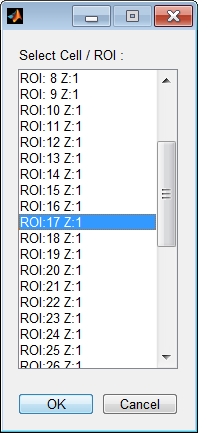 Select Cell / ROI :
ROI: 8 Z:1
ROI: 9 Z:1
ROI:10 Z:1
ROI:11 Z:1
ROI:12 Z:1
ROI:13 Z:1
ROI:14 Z:1
ROI:15 Z:1
ROI:16 Z:1
ROI:17 Z:1
ROI:18 Z:1
ROI:19 Z:1
ROI:20 Z:1
ROI:21 Z:1
ROI:22 Z:1
ROI:23 Z:1
ROI:24 Z:1
ROI:25 Z:1
ROI:26 Z:1
OK Cancel